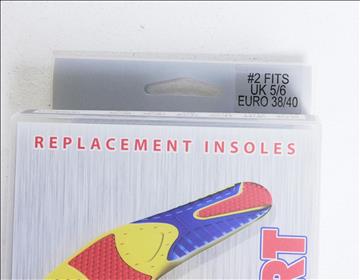 #2 FITS
UK 5/6
EURO 38/40
REPLACEMENT INSOLES